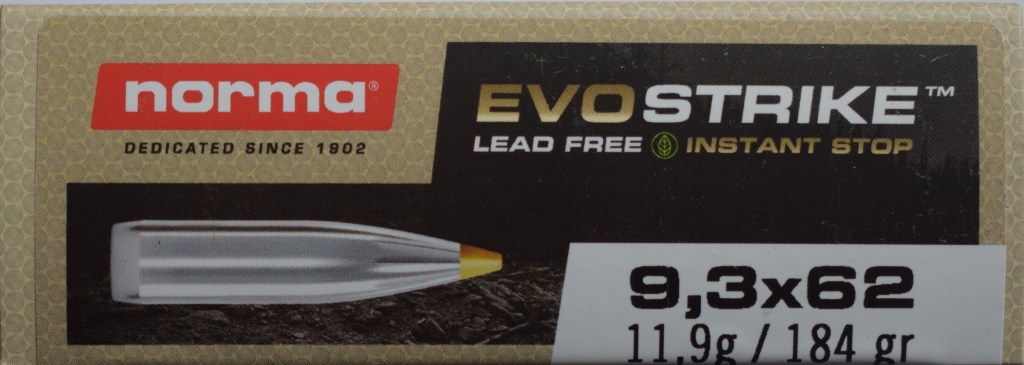 norma®
DEDICATED SINCE 1902
EVOSTRIKE™
LEAD FREE INSTANT STOP
9,3x62
11,9g / 184 gr